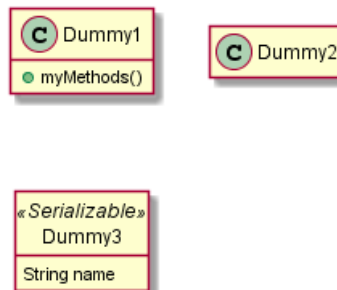 C Dummy1
myMethods()
C Dummy2
«Serializable»
Dummy3
String name